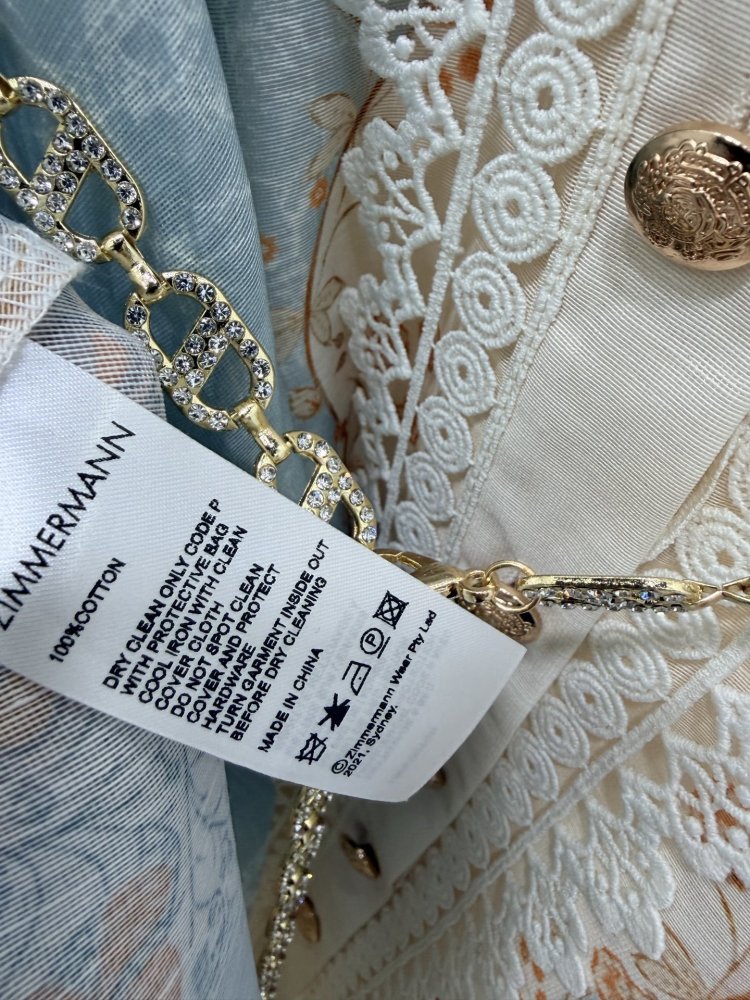 ZIMMERMANN
100%COTTON
DRY CLEAN ONLY CODE P
WITH PROTECTIVE BAG
COOL IRON WITH CLEAN
COVER CLOTH
DO NOT SPOT CLEAN
COVER AND PROTECT
HARDWARE
TURN GARMENT INSIDE OUT
BEFORE DRY CLEANING
MADE IN CHINA
P
©Zimmermann Wear Pty Lad
2021. Sydney.